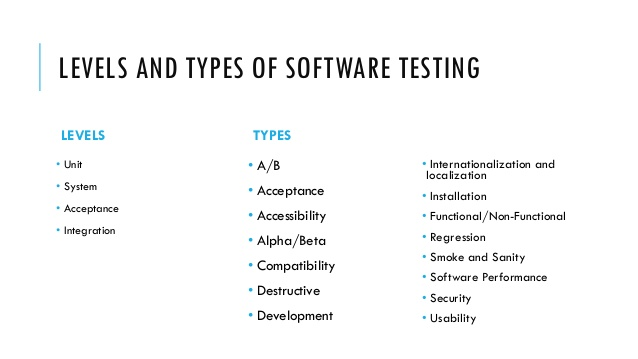 LEVELS AND TYPES OF SOFTWARE TESTING
LEVELS
• Unit
• System
• Acceptance
• Integration
TYPES
• A/B
• Acceptance
• Accessibility
• Alpha/Beta
• Compatibility
• Destructive
• Development
• Internationalization and
localization
• Installation
• Functional/Non-Functional
• Regression
• Smoke and Sanity
• Software Performance
• Security
• Usability